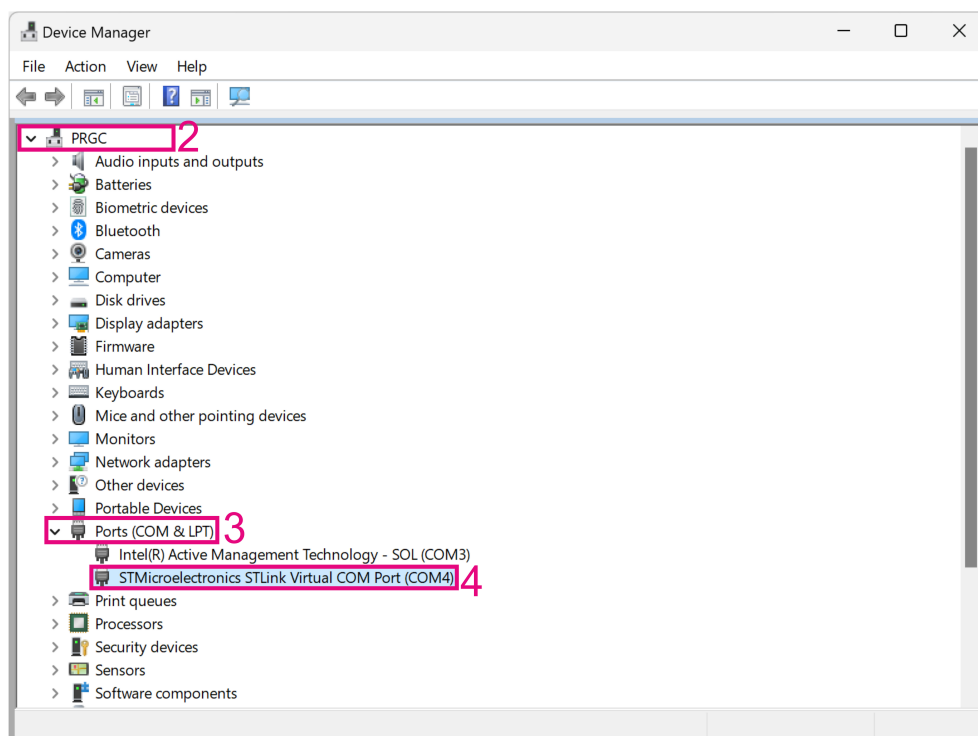 Device Manager
File Action View Help
PRGC 2
Audio inputs and outputs
Batteries
Biometric devices
Bluetooth
Cameras
Computer
Disk drives
Display adapters
Firmware
Human Interface Devices
Keyboards
Mice and other pointing devices
Monitors
Network adapters
Other devices
Portable Devices
Ports (COM & LPT) 3
Intel(R) Active Management Technology - SOL (COM3)
STMicroelectronics STLink Virtual COM Port (COM4) 4
Print queues
Processors
Security devices
Sensors
Software components